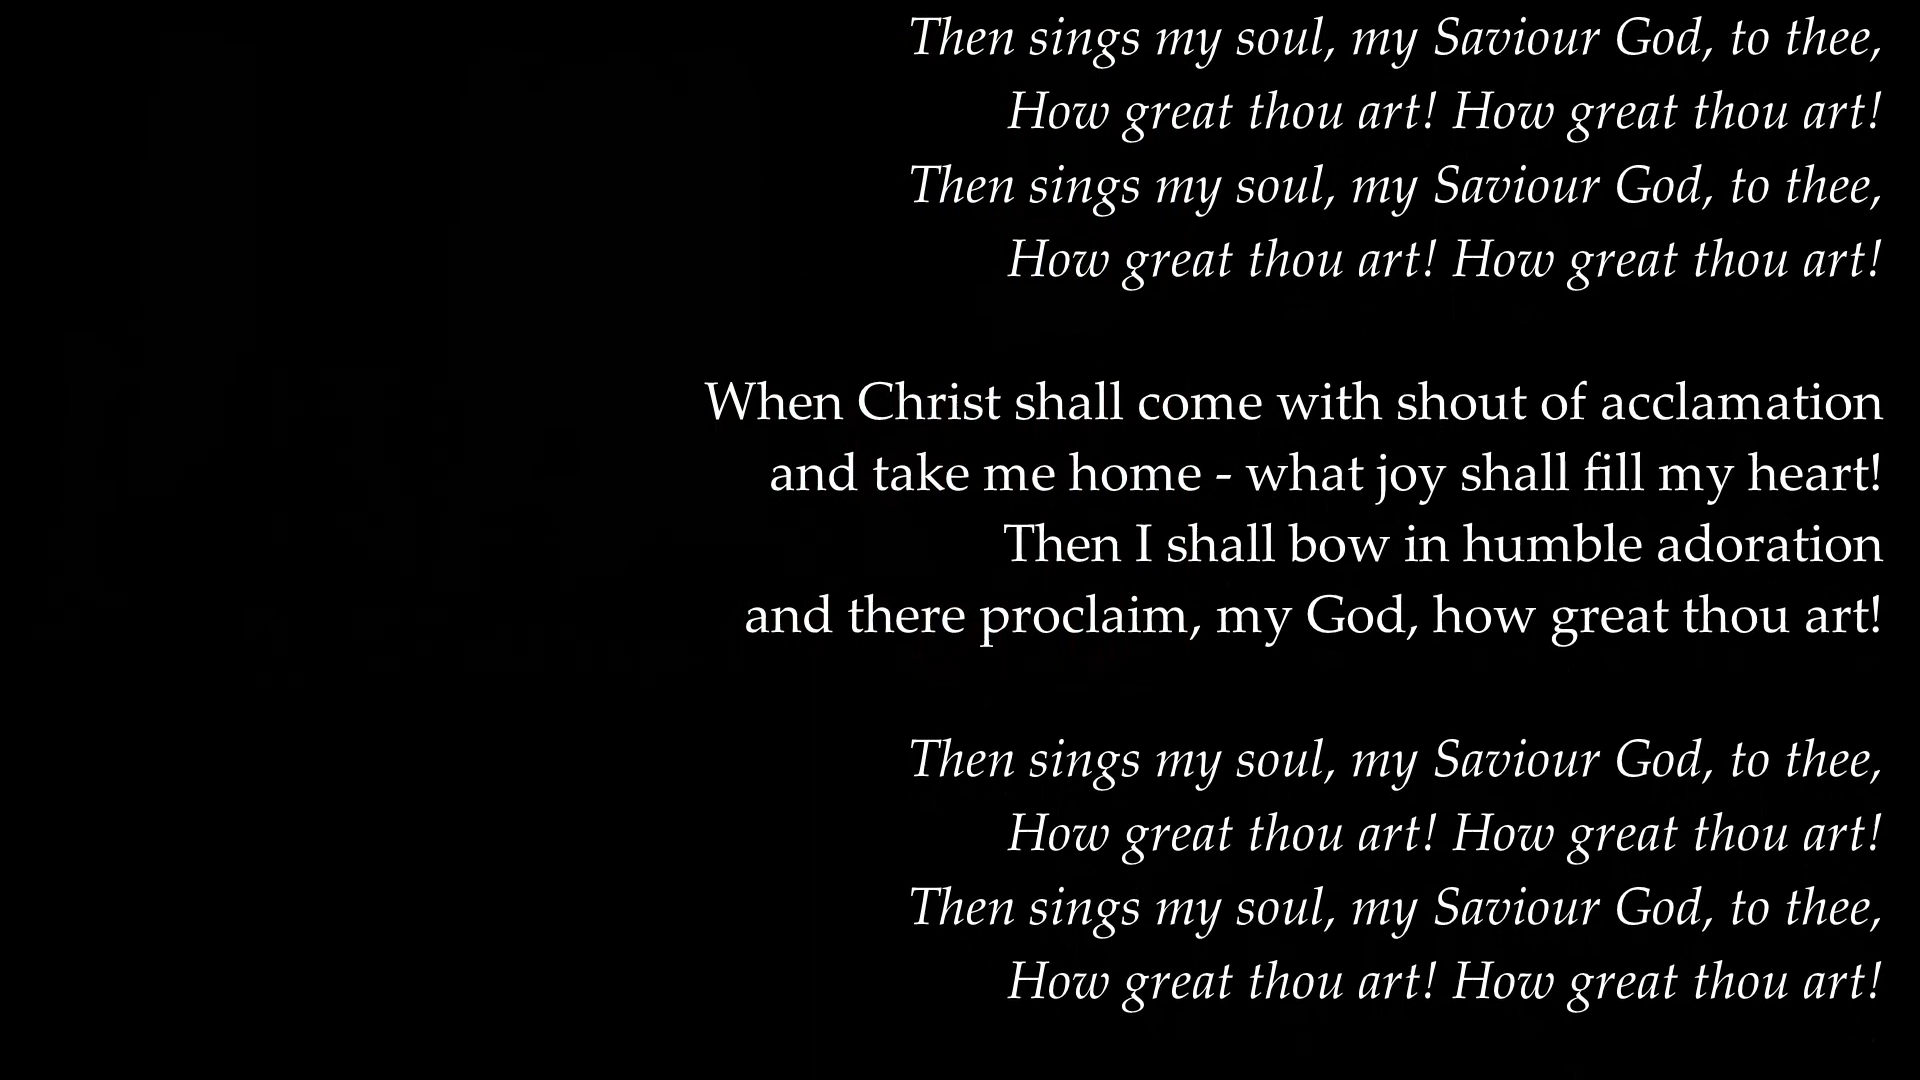 Then sings my soul, my Saviour God, to thee,
How great thou art! How great thou art!
Then sings my soul, my Saviour God, to thee,
How great thou art! How great thou art!
When Christ shall come with shout of acclamation
and take me home - what joy shall fill my heart!
Then I shall bow in humble adoration
and there proclaim, my God, how great thou art!
Then sings my soul, my Saviour God, to thee,
How great thou art! How great thou art!
Then sings my soul, my Saviour God, to thee,
How great thou art! How great thou art!